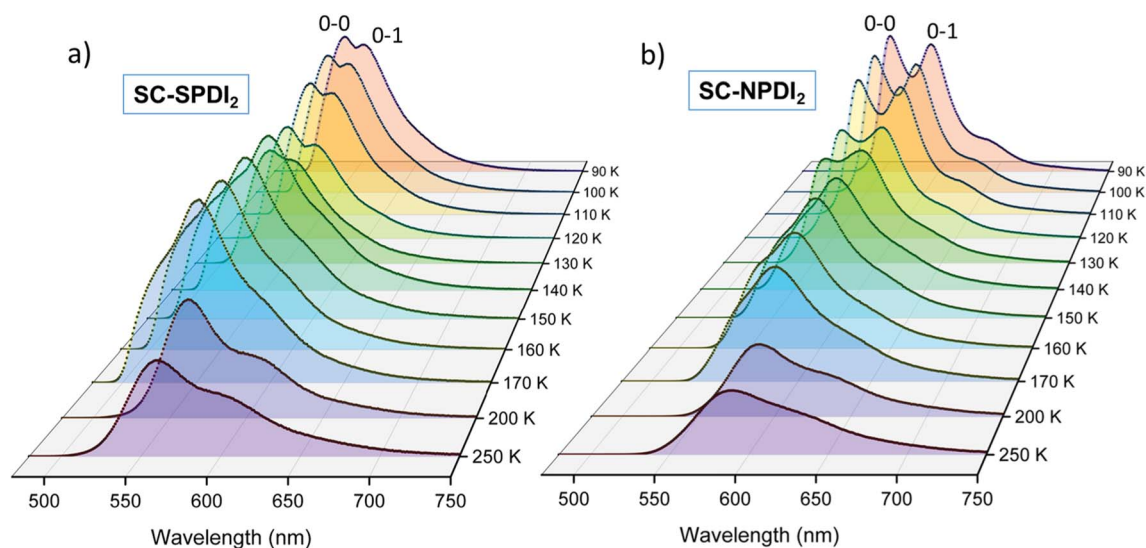 a)
SC-SPDI₂
0-0
0-1
90 K
100 K
110 K
120 K
130 K
140 K
150 K
160 K
170 K
200 K
250 K
500 550 600 650 700 750
Wavelength (nm)
b)
SC-NPDI₂
0-0
0-1
90 K
100 K
110 K
120 K
130 K
140 K
150 K
160 K
170 K
200 K
250 K
500 550 600 650 700 750
Wavelength (nm)